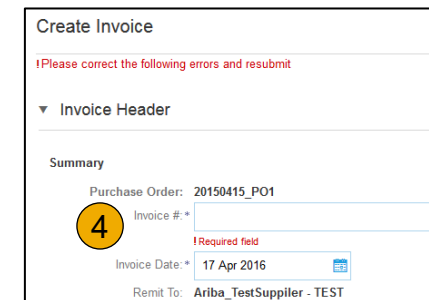 Create Invoice
!Please correct the following errors and resubmit
▼ Invoice Header
Summary
Purchase Order: 20150415_PO1
4
Invoice #:*
! Required field
Invoice Date:* 17 Apr 2016
Remit To: Ariba_TestSuppiler - TEST